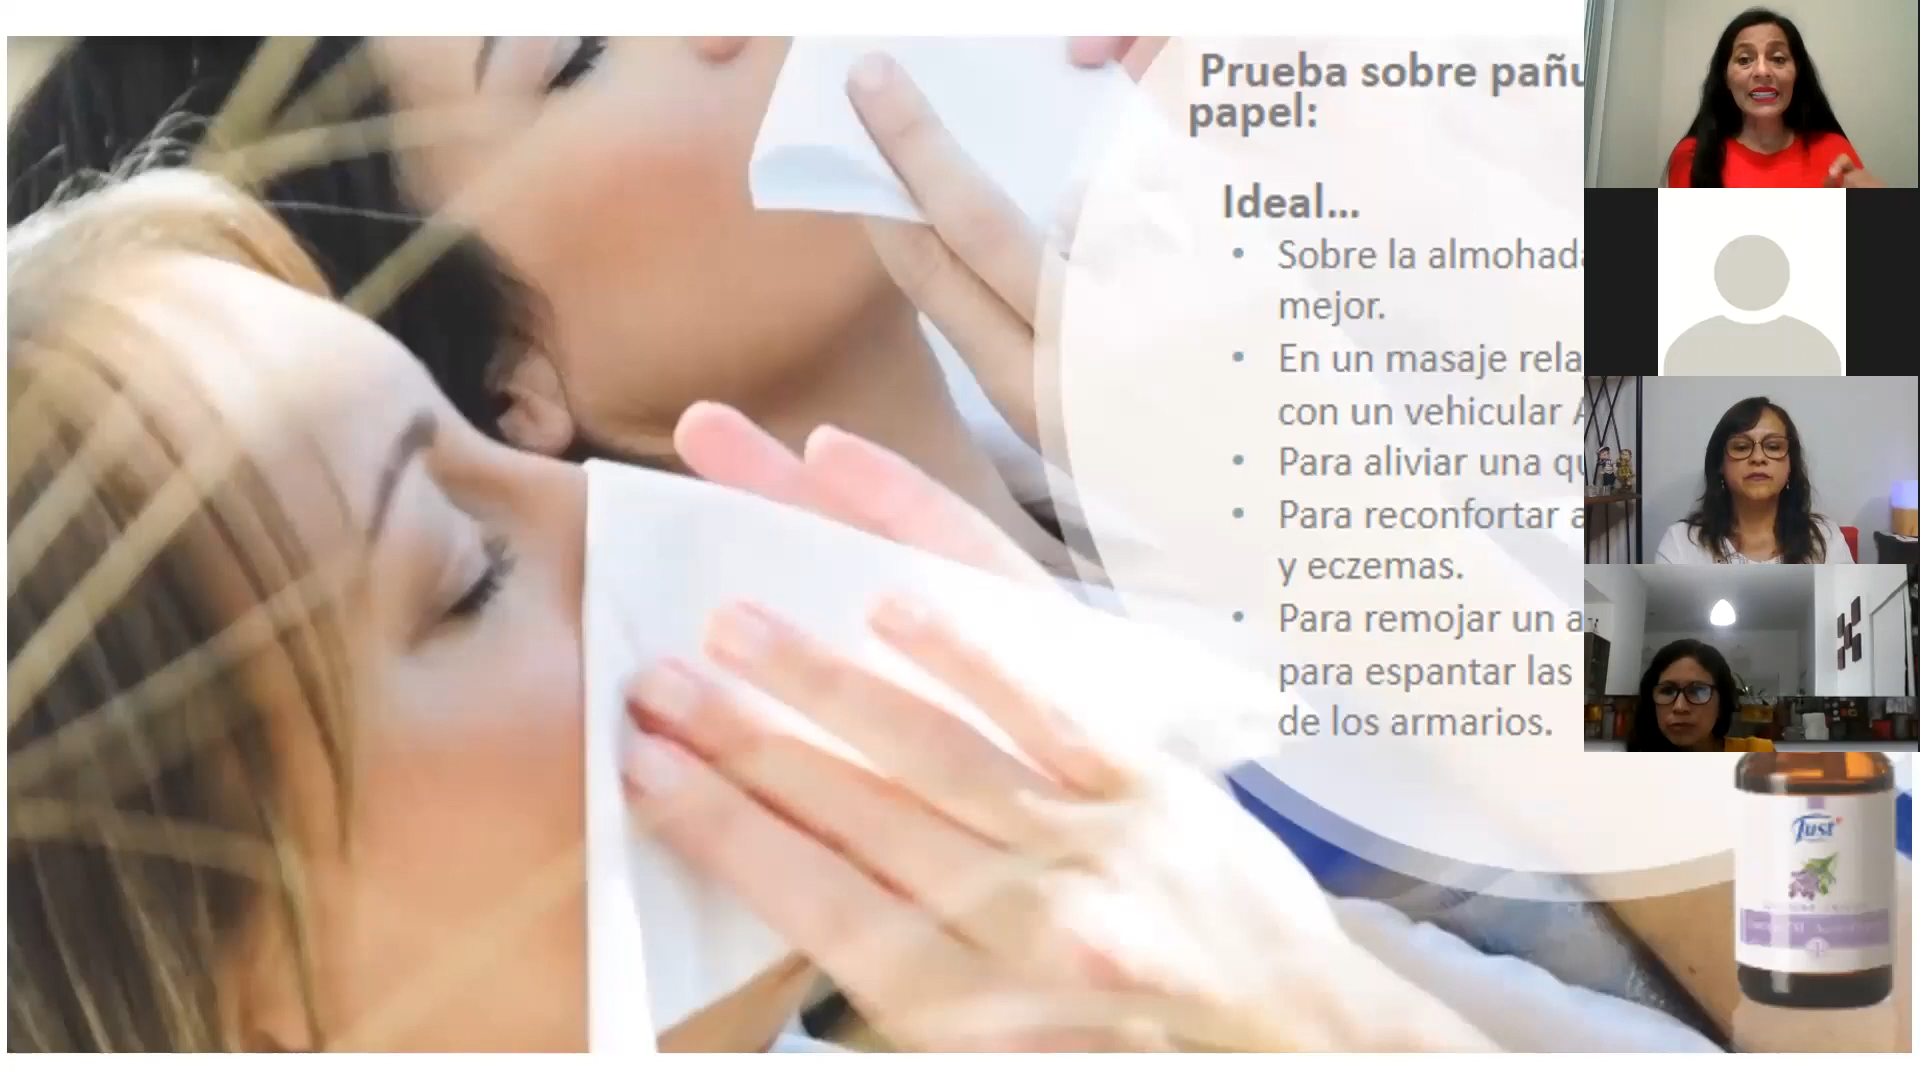 Prueba sobre pañu
papel:
Ideal...
• Sobre la almohada
mejor.
• En un masaje rela
con un vehicular A
• Para aliviar una qu
• Para reconfortar a
y eczemas.
• Para remojar un a
para espantar las
de los armarios.
Just